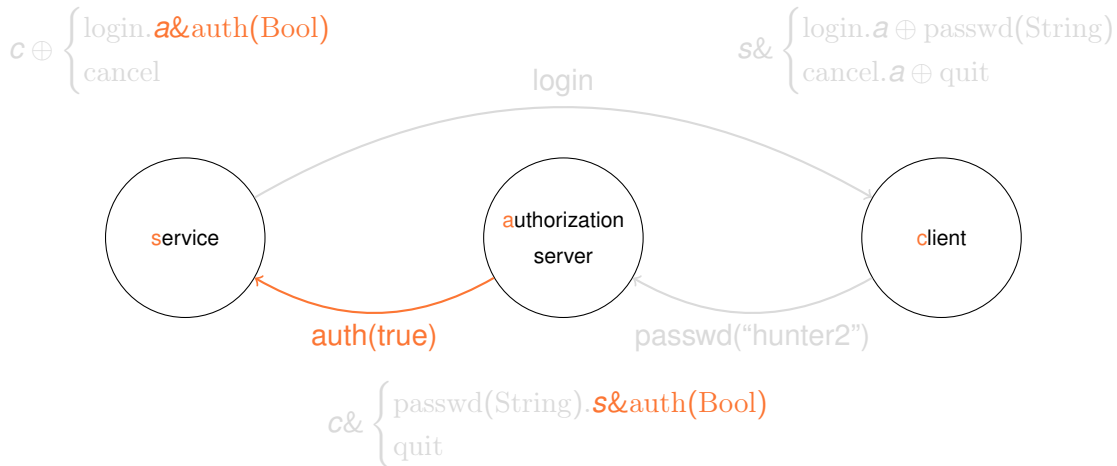 c ⊕ { login.a&auth(Bool)
cancel
s& { login.a ⊕ passwd(String)
cancel.a ⊕ quit
login
service
authorization
server
client
auth(true)
passwd(“hunter2”)
c& { passwd(String).s&auth(Bool)
quit